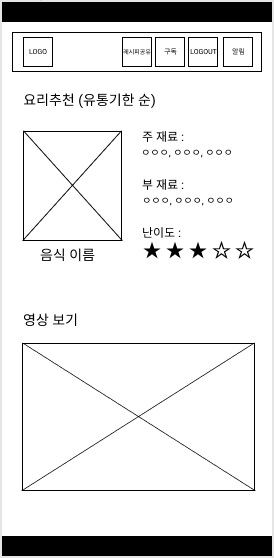 LOGO 레시피공유 구독 LOGOUT 알림
요리추천 (유통기한 순)
주 재료 :
ㅇㅇㅇ, ㅇㅇㅇ, ㅇㅇㅇ
부 재료 :
ㅇㅇㅇ, ㅇㅇㅇ, ㅇㅇㅇ
난이도 :
★★★☆☆
음식 이름
영상 보기